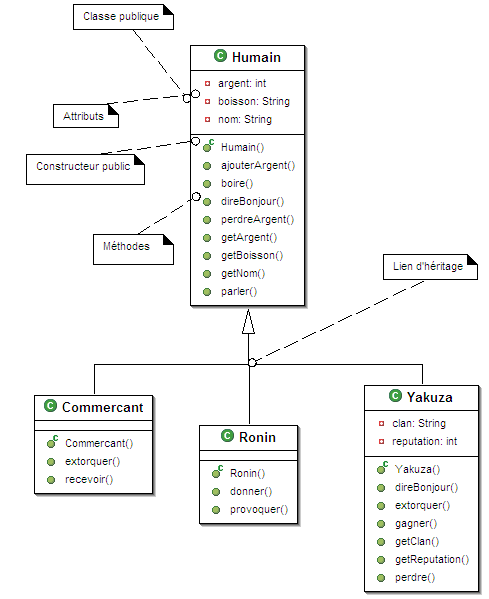 Classe publique
Humain
argent: int
Attributs
boisson: String
nom: String
Constructeur public
Humain()
ajouterArgent()
boire()
direBonjour()
perdreArgent()
Méthodes
getArgent()
getBoisson()
getNom()
parler()
Lien d'héritage
Commercant
Commercant()
extorquer()
recevoir()
Ronin
Ronin()
donner()
provoquer()
Yakuza
clan: String
reputation: int
Yakuza()
direBonjour()
extorquer()
gagner()
getClan()
getReputation()
perdre()